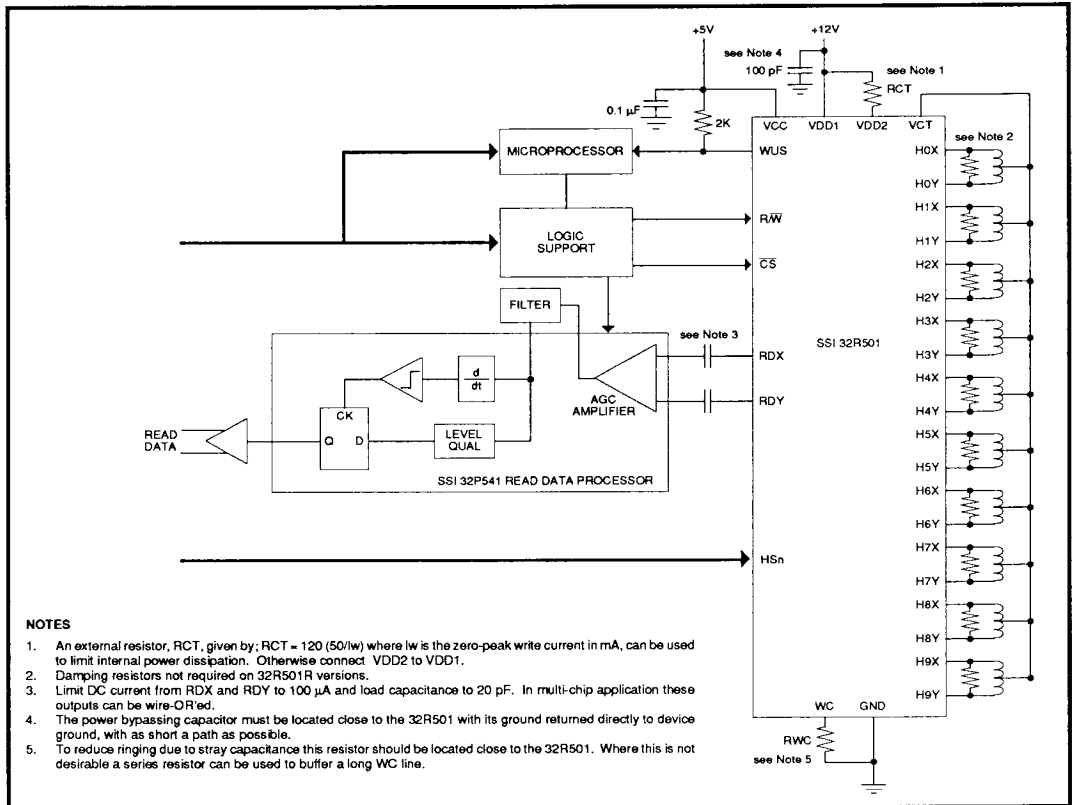 +5V
+12V
see Note 4
100 pF
see Note 1
RCT
0.1 µF
2K
VCC
VDD1
VDD2
VCT
see Note 2
MICROPROCESSOR
WUS
LOGIC
SUPPORT
R/W̅
C̅S̅
FILTER
see Note 3
RDX
RDY
SSI 32R501
AGC
AMPLIFIER
d
dt
CK
Q
D
LEVEL
QUAL
READ
DATA
SSI 32P541 READ DATA PROCESSOR
HSn
H0X
H0Y
H1X
H1Y
H2X
H2Y
H3X
H3Y
H4X
H4Y
H5X
H5Y
H6X
H6Y
H7X
H7Y
H8X
H8Y
H9X
H9Y
WC
GND
RWC
see Note 5
NOTES
1. An external resistor, RCT, given by; RCT = 120 (50/Iw) where Iw is the zero-peak write current in mA, can be used
to limit internal power dissipation. Otherwise connect VDD2 to VDD1.
2. Damping resistors not required on 32R501R versions.
3. Limit DC current from RDX and RDY to 100 µA and load capacitance to 20 pF. In multi-chip application these
outputs can be wire-OR'ed.
4. The power bypassing capacitor must be located close to the 32R501 with its ground returned directly to device
ground, with as short a path as possible.
5. To reduce ringing due to stray capacitance this resistor should be located close to the 32R501. Where this is not
desirable a series resistor can be used to buffer a long WC line.